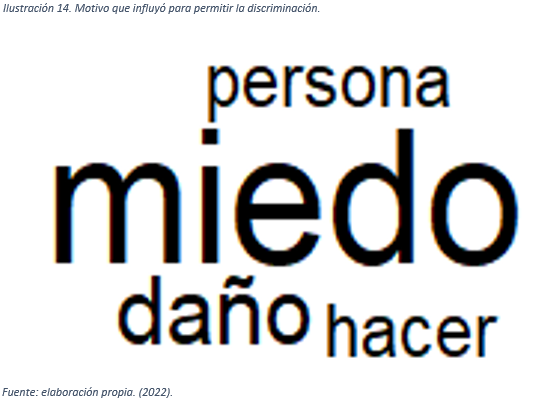 Ilustración 14. Motivo que influyó para permitir la discriminación.
persona
miedo
daño hacer
Fuente: elaboración propia. (2022).